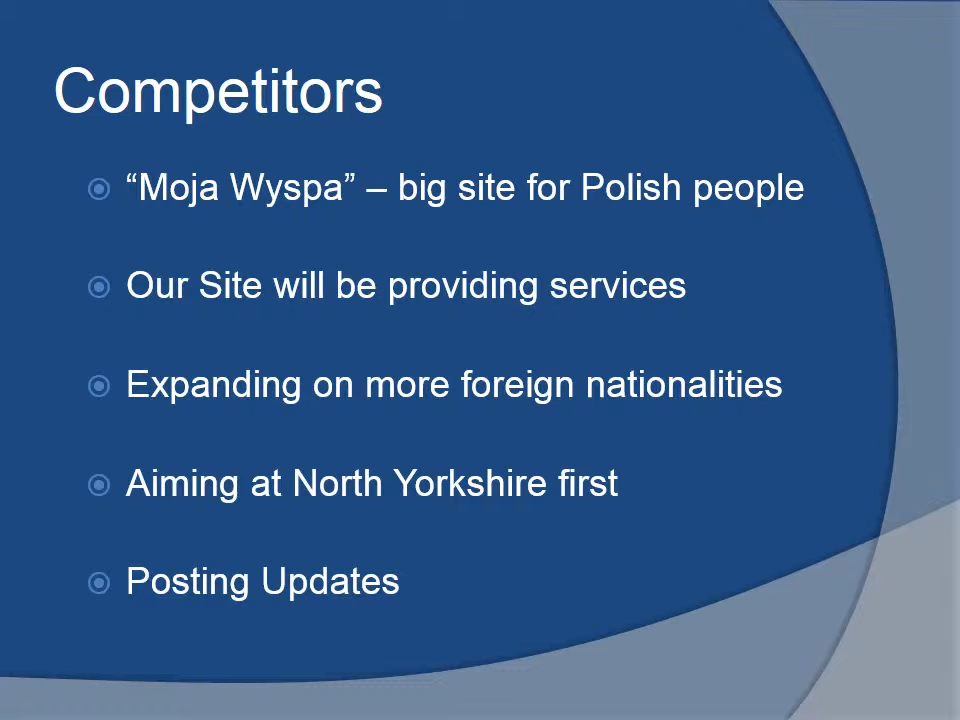 Competitors
“Moja Wyspa” – big site for Polish people
Our Site will be providing services
Expanding on more foreign nationalities
Aiming at North Yorkshire first
Posting Updates